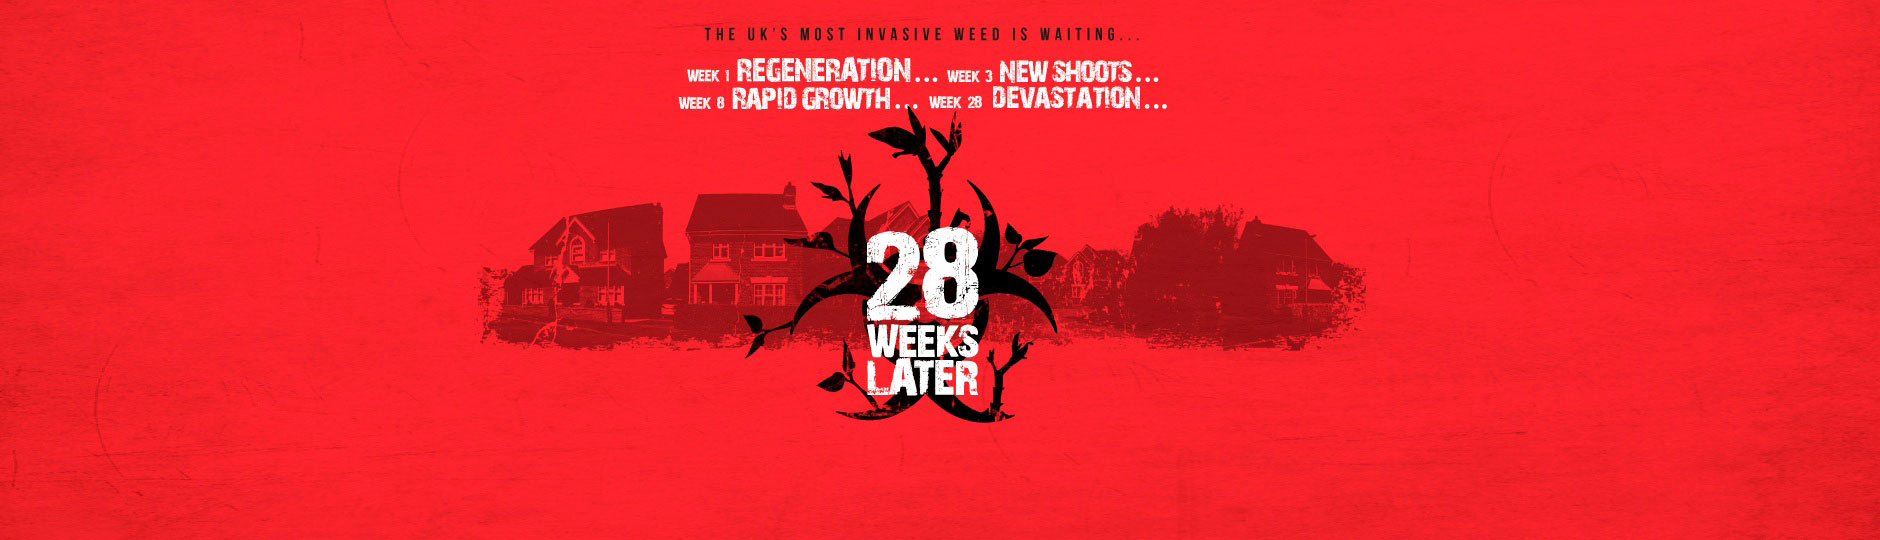 THE UK'S MOST INVASIVE WEED IS WAITING...
WEEK 1 REGENERATION... WEEK 3 NEW SHOOTS...
WEEK 8 RAPID GROWTH... WEEK 28 DEVASTATION...
28
WEEKS
LATER